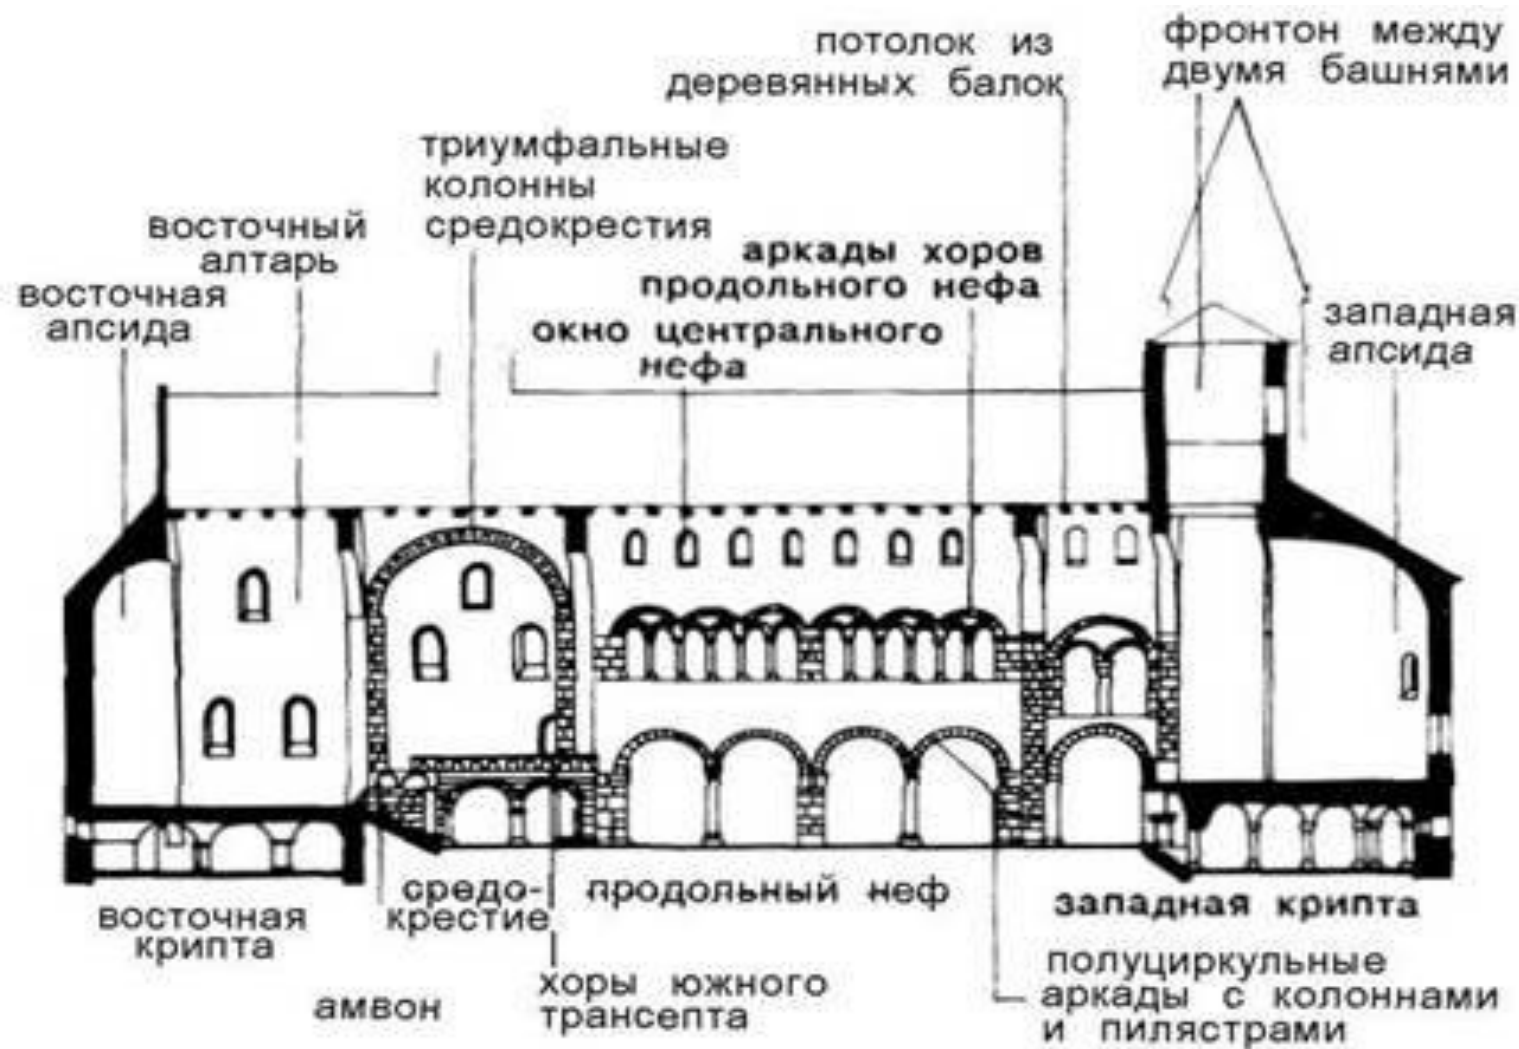 потолок из
деревянных балок
фронтон между
двумя башнями
триумфальные
колонны
средокрестия
восточный
алтарь
восточная
апсида
аркады хоров
продольного нефа
окно центрального
нефа
западная
апсида
средо-
крестие
продольный неф
западная крипта
восточная
крипта
амвон
хоры южного
трансепта
полуциркульные
аркады с колоннами
и пилястрами